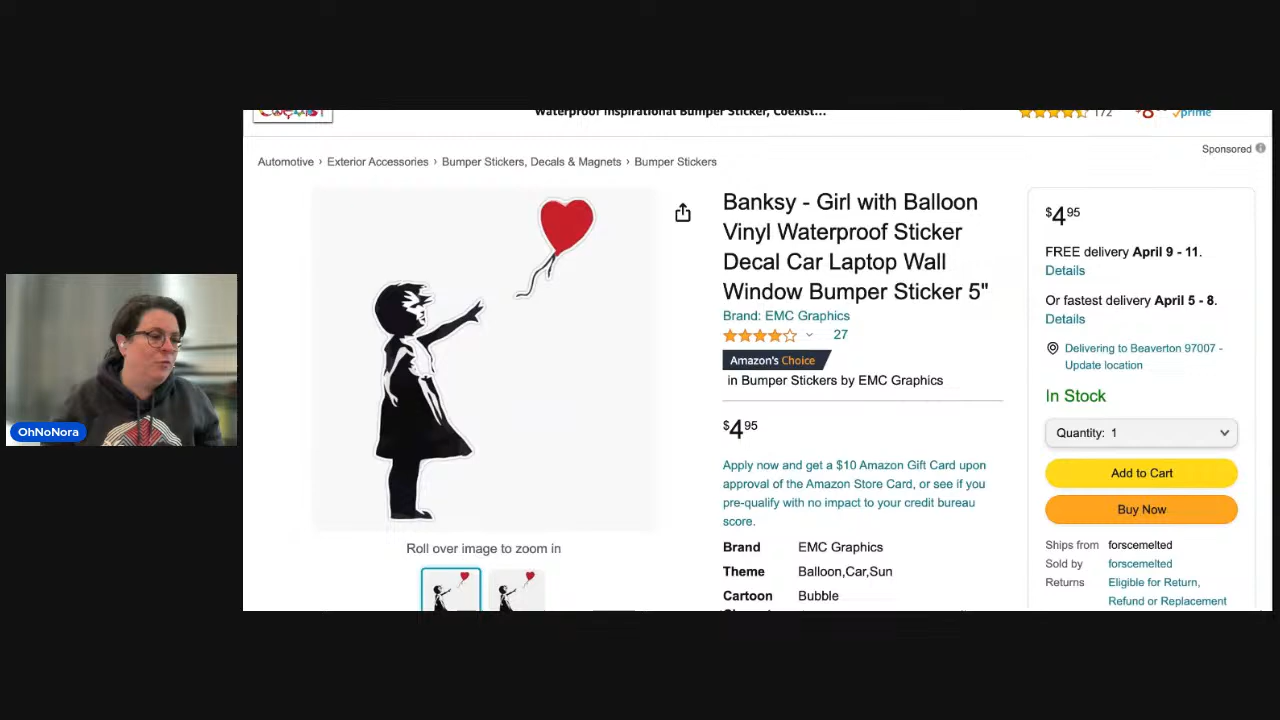 Waterproof Inspirational Bumper Sticker, Coexist...
172
prime
Sponsored
Automotive › Exterior Accessories › Bumper Stickers, Decals & Magnets › Bumper Stickers
Banksy - Girl with Balloon
Vinyl Waterproof Sticker
Decal Car Laptop Wall
Window Bumper Sticker 5"
Brand: EMC Graphics
27
Amazon's Choice
in Bumper Stickers by EMC Graphics
$4 95
Apply now and get a $10 Amazon Gift Card upon
approval of the Amazon Store Card, or see if you
pre-qualify with no impact to your credit bureau
score.
Brand EMC Graphics
Theme Balloon,Car,Sun
Cartoon Bubble
Roll over image to zoom in
$4 95
FREE delivery April 9 - 11.
Details
Or fastest delivery April 5 - 8.
Details
Delivering to Beaverton 97007 -
Update location
In Stock
Quantity: 1
Add to Cart
Buy Now
Ships from forscemelted
Sold by forscemelted
Returns Eligible for Return,
Refund or Replacement
OhNoNora